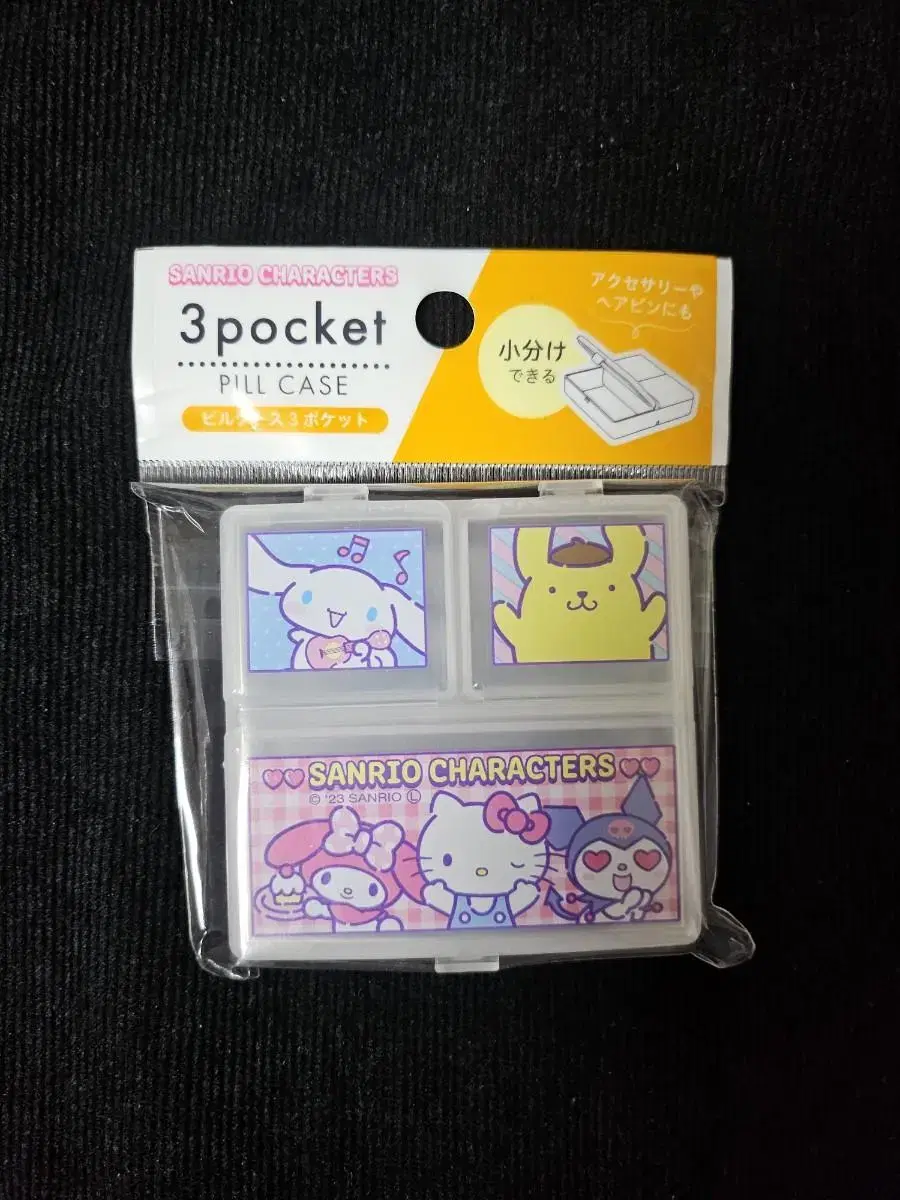 SANRIO CHARACTERS
3pocket
PILL CASE
ピルケース3ポケット
アクセサリーや
ヘアピンにも
小分け
できる
SANRIO CHARACTERS
© '23 SANRIO Ⓛ